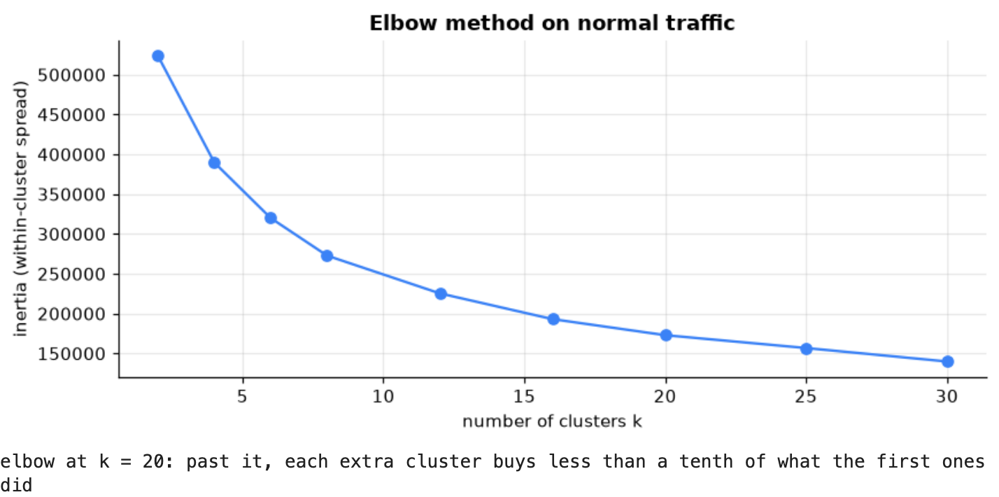 Elbow method on normal traffic
inertia (within-cluster spread)
500000
450000
400000
350000
300000
250000
200000
150000
5 10 15 20 25 30
number of clusters k
elbow at k = 20: past it, each extra cluster buys less than a tenth of what the first ones
did